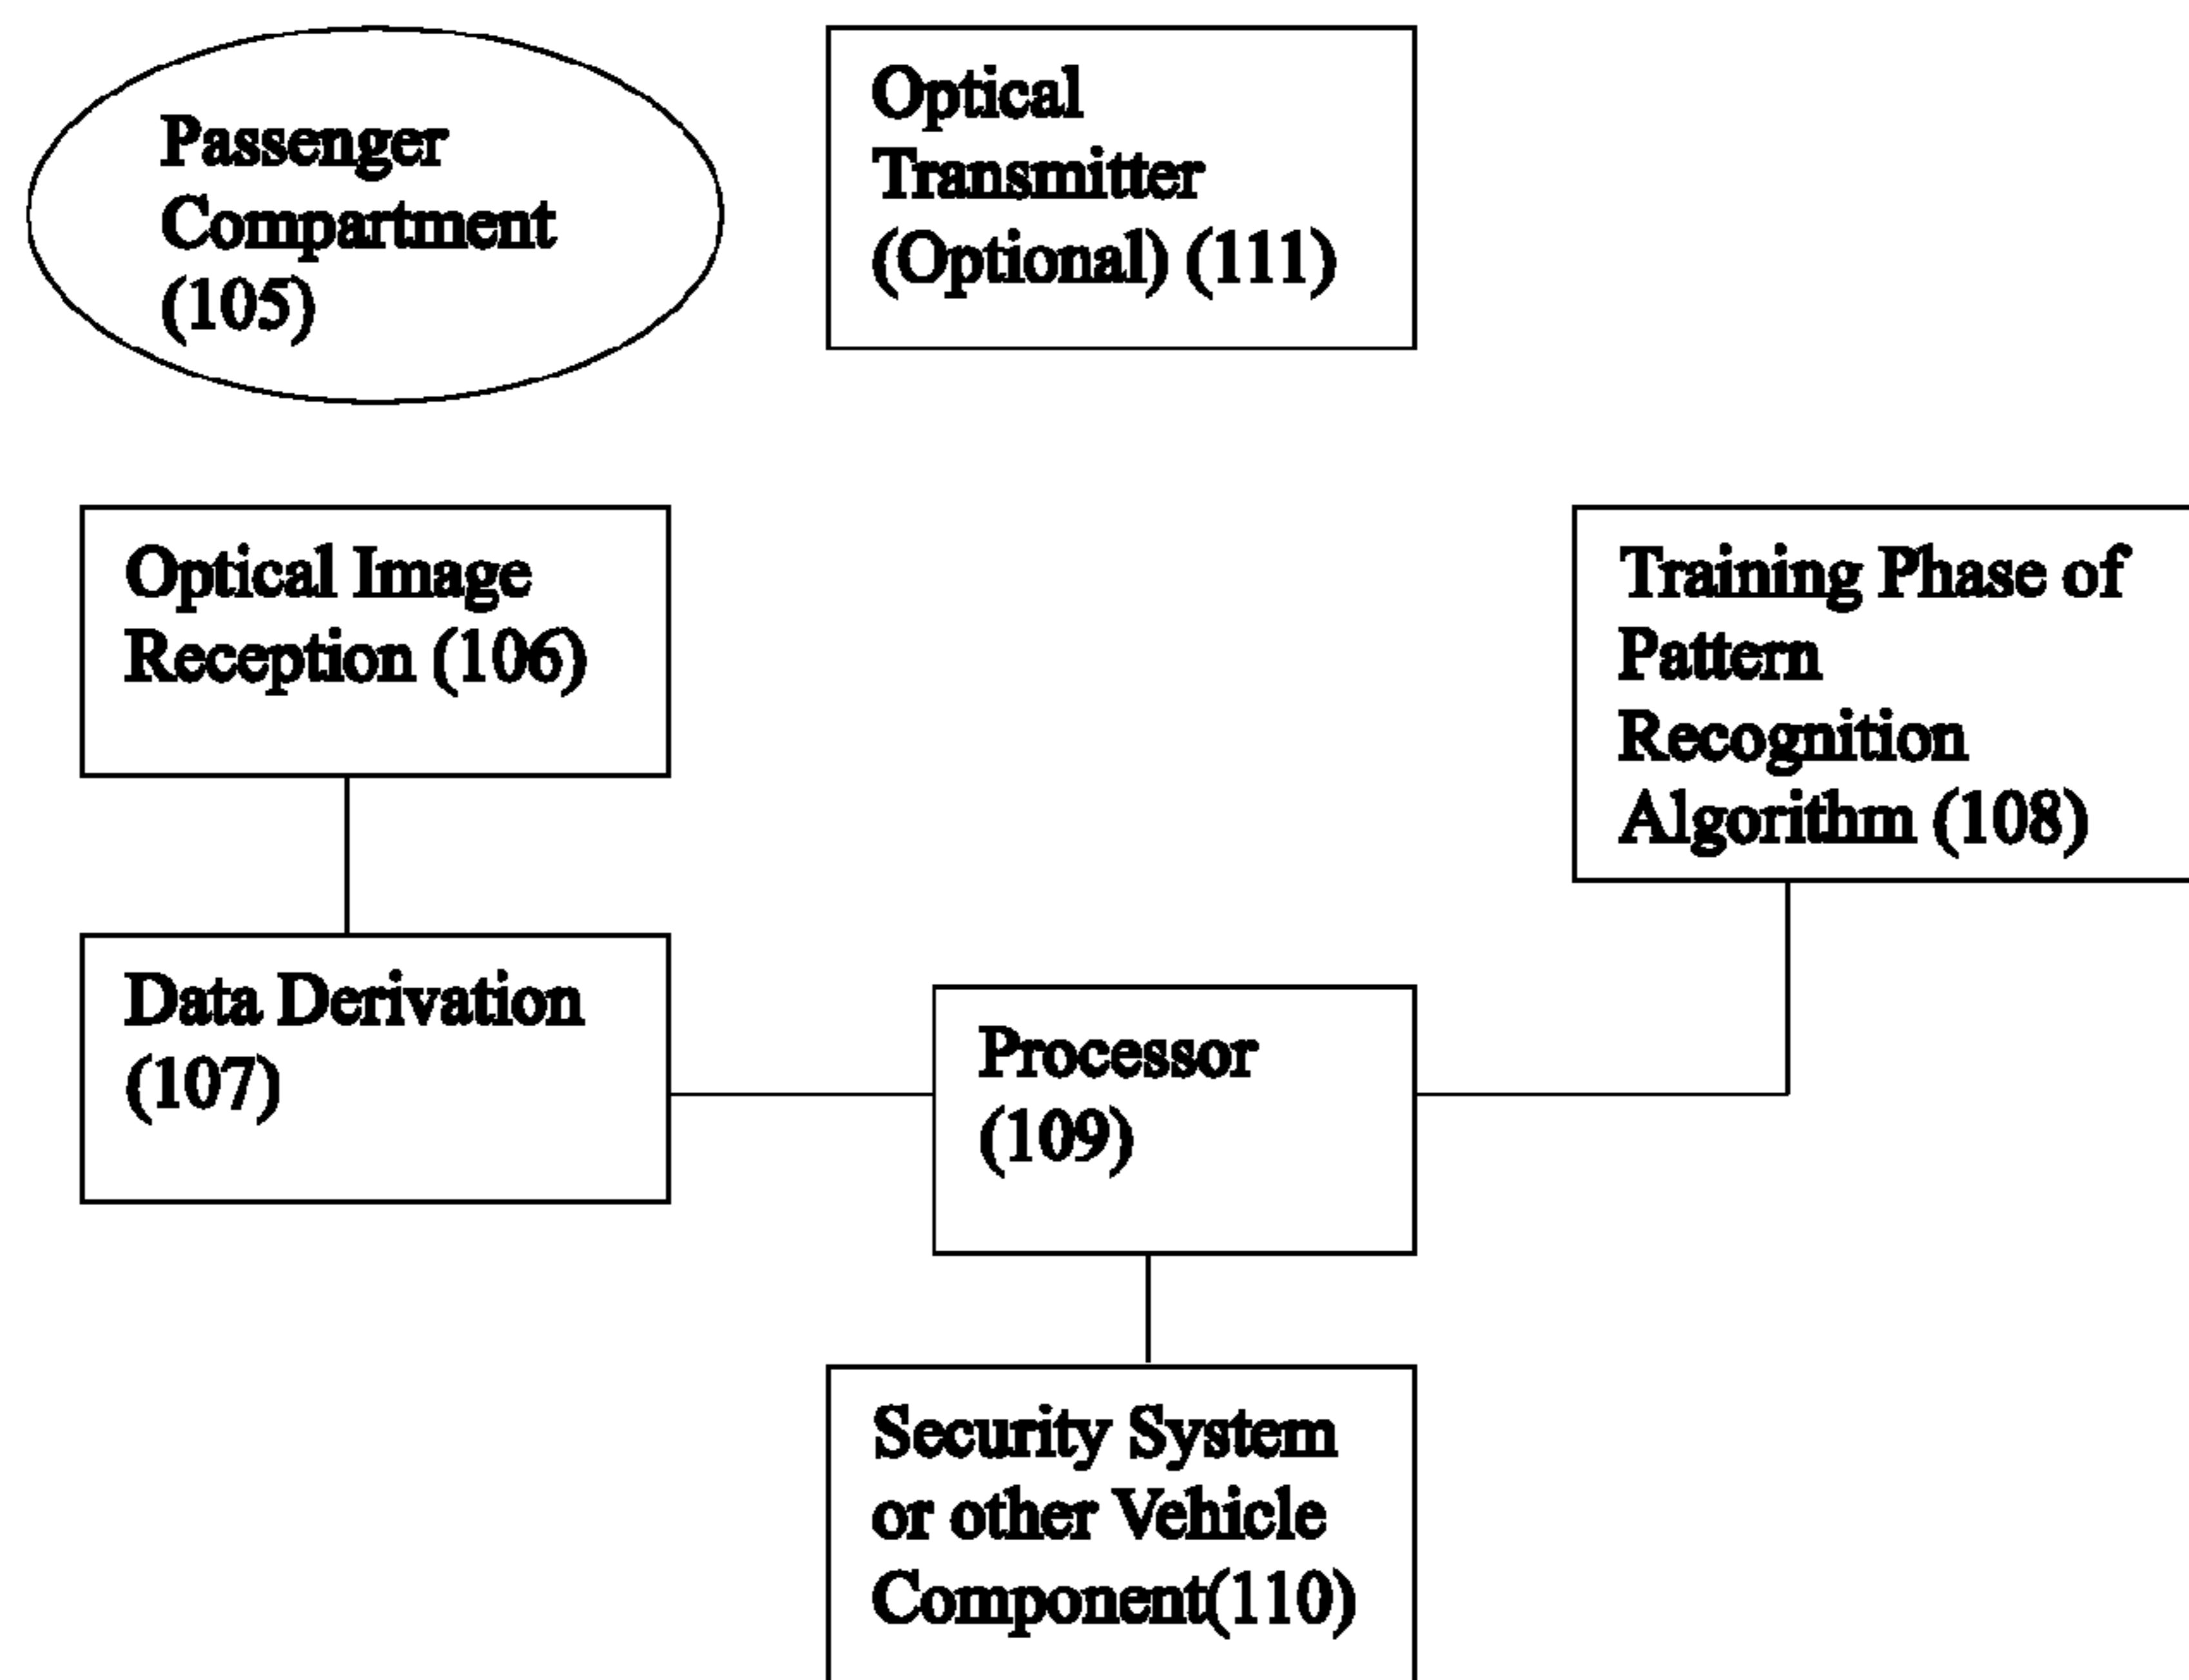 Passenger
Compartment
(105)
Optical
Transmitter
(Optional) (111)
Optical Image
Reception (106)
Training Phase of
Pattern
Recognition
Algorithm (108)
Data Derivation
(107)
Processor
(109)
Security System
or other Vehicle
Component(110)